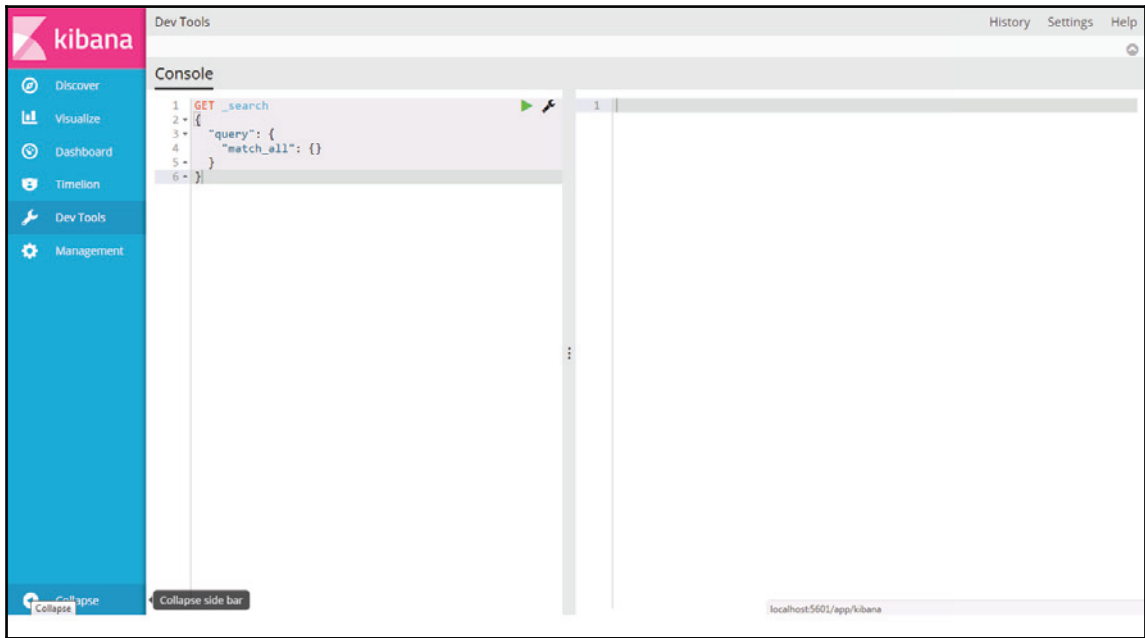 kibana
Dev Tools
History Settings Help
Discover
Visualize
Dashboard
Timelion
Dev Tools
Management
Collapse
Collapse
Collapse side bar
Console
1 GET _search
2 {
3 "query": {
4 "match_all": {}
5 }
6 }
1
localhost:5601/app/kibana